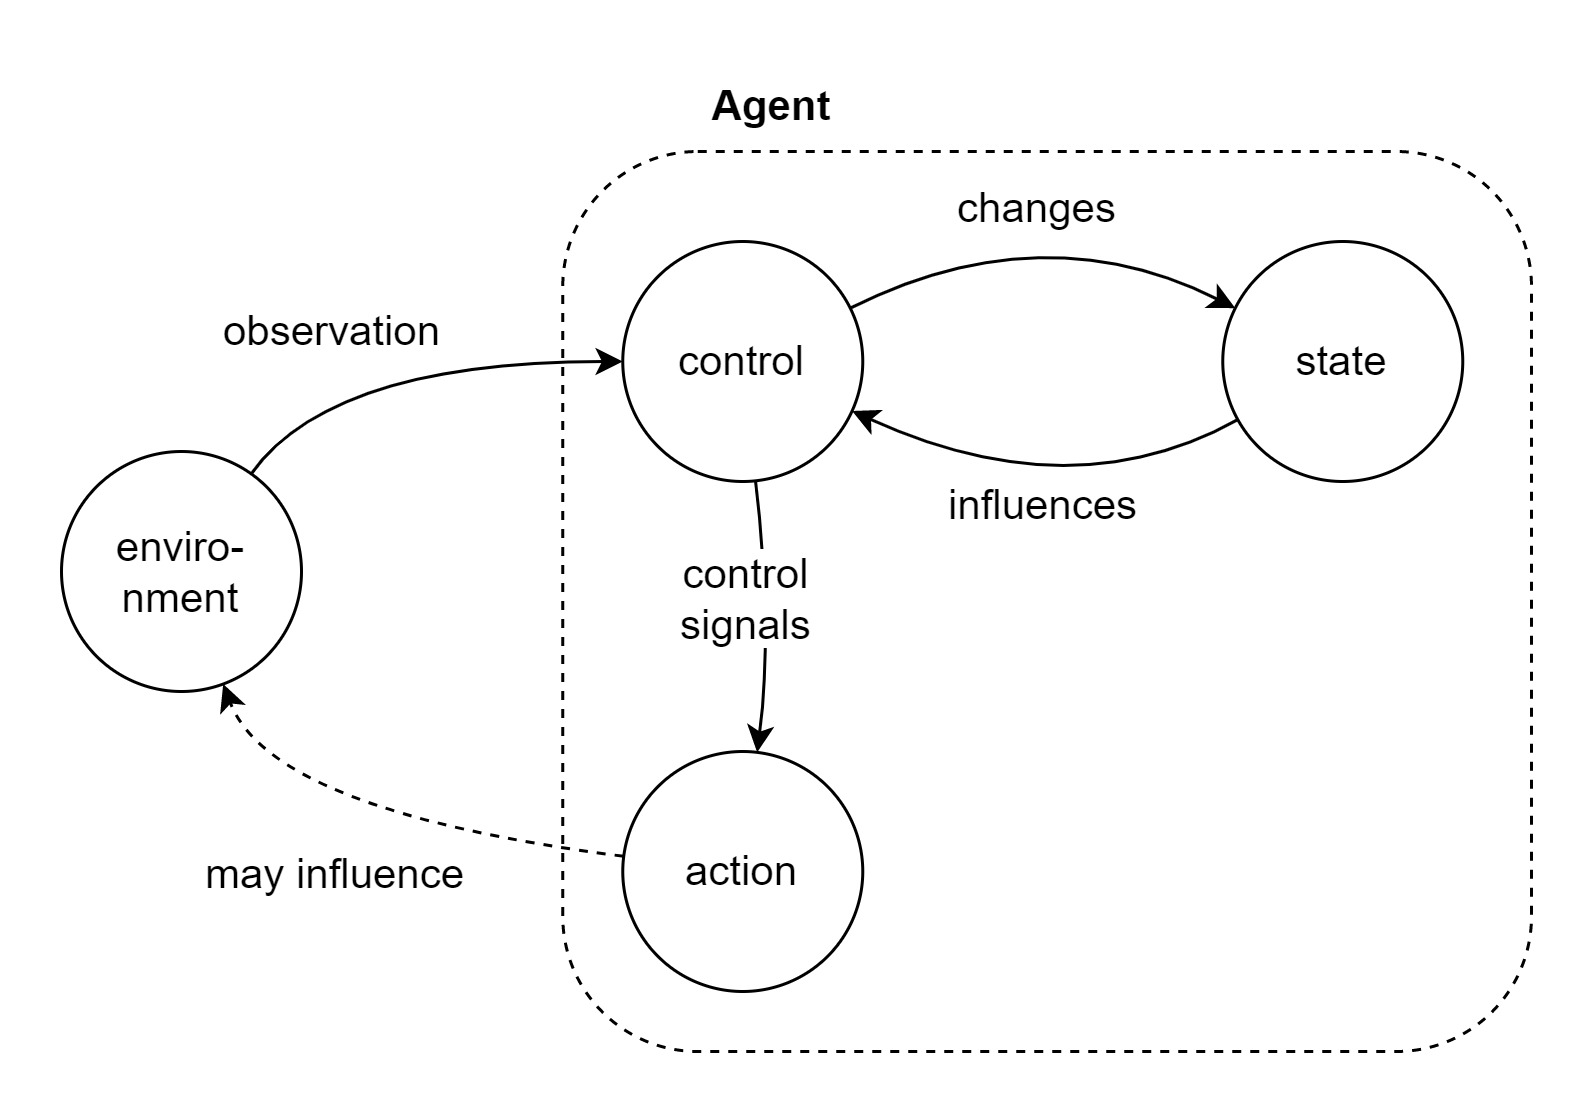 Agent
changes
observation
control
state
influences
enviro-
nment
control
signals
action
may influence